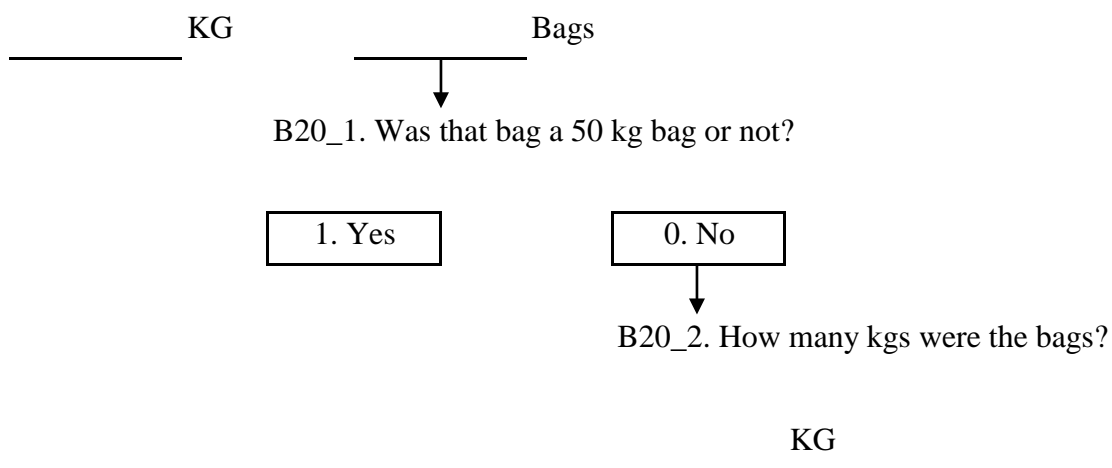 KG Bags
B20_1. Was that bag a 50 kg bag or not?
1. Yes 0. No
B20_2. How many kgs were the bags?
KG